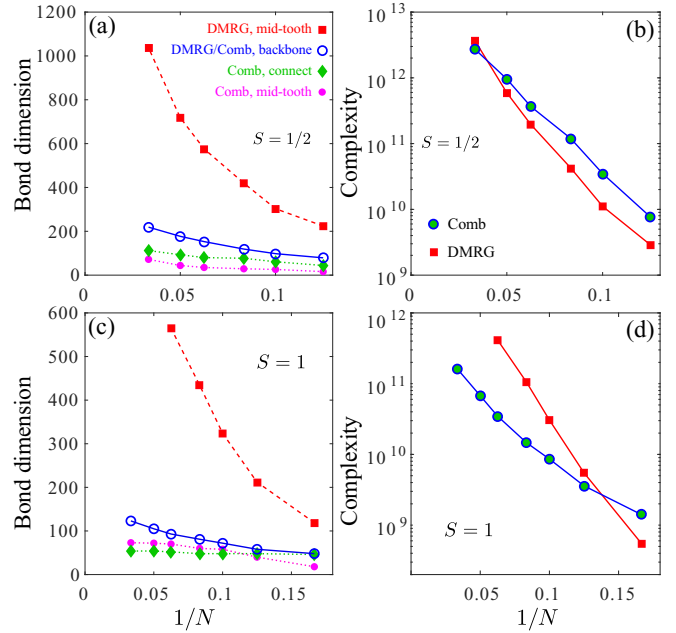 (a)
DMRG, mid-tooth
DMRG/Comb, backbone
Comb, connect
Comb, mid-tooth
S = 1/2
Bond dimension
1200
1000
800
600
400
200
0
0
0.05
0.1
(b)
S = 1/2
Comb
DMRG
Complexity
10^13
10^12
10^11
10^10
10^9
0
0.05
0.1
(c)
S = 1
Bond dimension
600
500
400
300
200
100
0
0
0.05
0.1
0.15
1/N
(d)
S = 1
Complexity
10^12
10^11
10^10
10^9
0
0.05
0.1
0.15
1/N